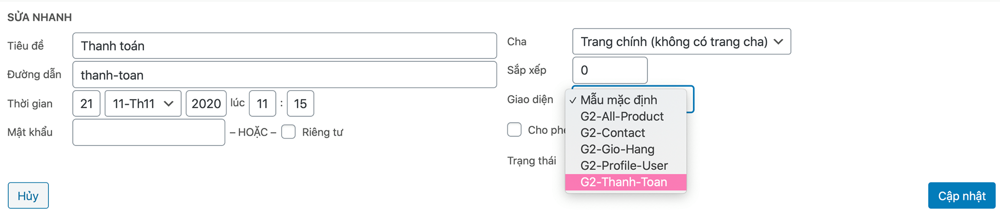 SỬA NHANH
Tiêu đề
Thanh toán
Đường dẫn
thanh-toan
Thời gian
21 11-Th11 2020 lúc 11 : 15
Mật khẩu
– HOẶC – Riêng tư
Cha
Trang chính (không có trang cha)
Sắp xếp
0
Giao diện
✓ Mẫu mặc định
G2-All-Product
G2-Contact
G2-Gio-Hang
G2-Profile-User
G2-Thanh-Toan
Cho
Trạng thái
Hủy
Cập nhật